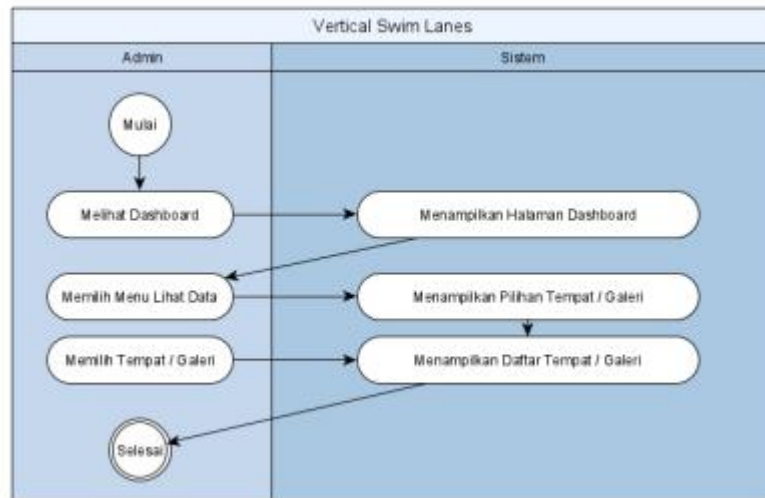 Vertical Swim Lanes
Admin
Sistem
Mulai
Melihat Dashboard
Menampilkan Halaman Dashboard
Memilih Menu Lihat Data
Menampilkan Pilihan Tempat / Galeri
Memilih Tempat / Galeri
Menampilkan Daftar Tempat / Galeri
Selesai